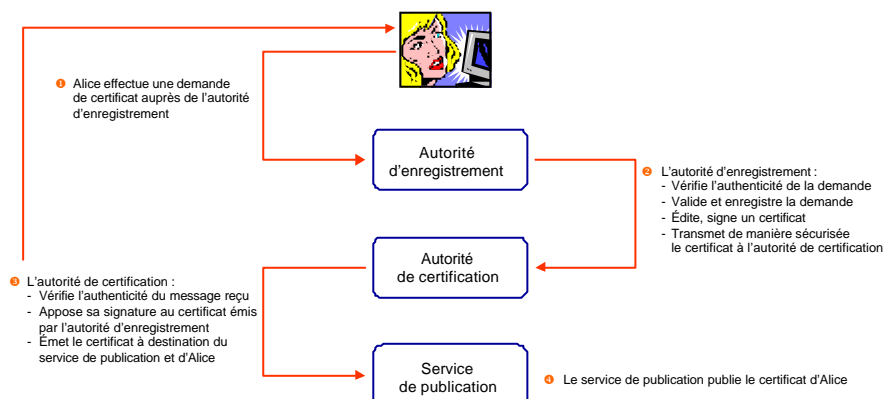 ❶ Alice effectue une demande
de certificat auprès de l'autorité
d'enregistrement
Autorité
d'enregistrement
❷ L'autorité d'enregistrement :
- Vérifie l'authenticité de la demande
- Valide et enregistre la demande
- Édite, signe un certificat
- Transmet de manière sécurisée
le certificat à l'autorité de certification
Autorité
de certification
❸ L'autorité de certification :
- Vérifie l'authenticité du message reçu
- Appose sa signature au certificat émis
par l'autorité d'enregistrement
- Émet le certificat à destination du
service de publication et d'Alice
Service
de publication
❹ Le service de publication publie le certificat d'Alice